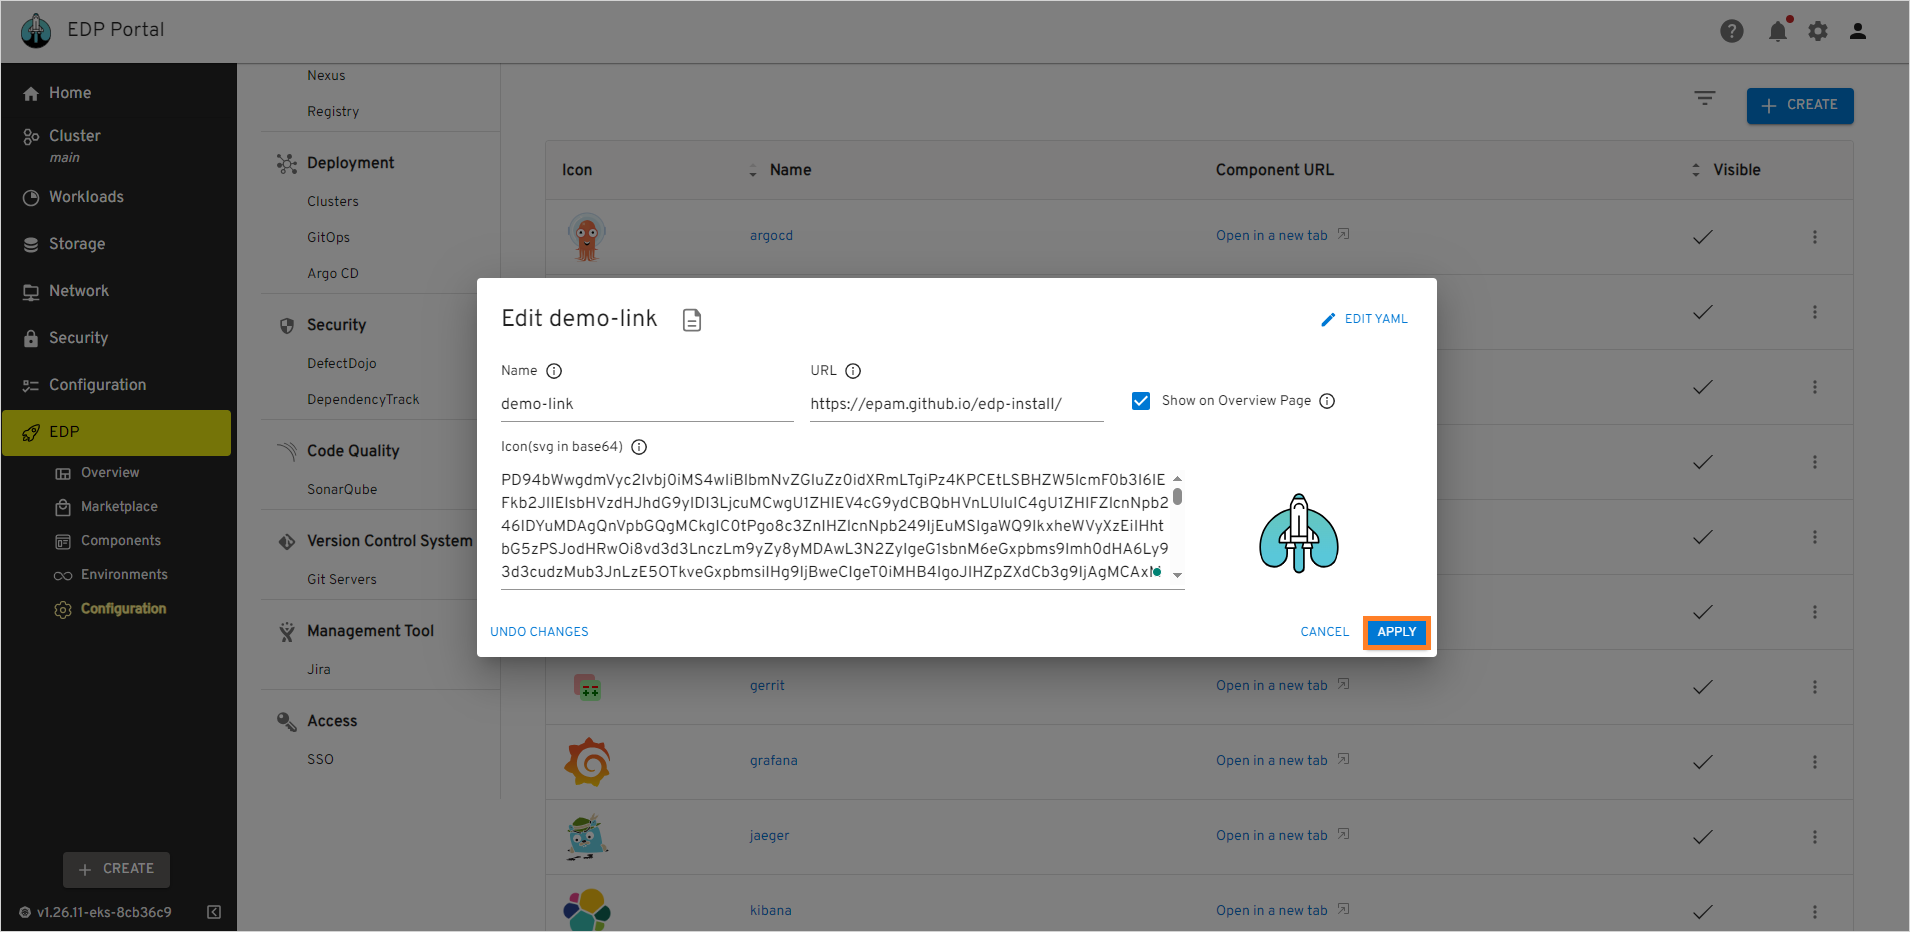 EDP Portal
Home
Cluster
main
Workloads
Storage
Network
Security
Configuration
EDP
Overview
Marketplace
Components
Environments
Configuration
+ CREATE
v1.26.11-eks-8cb36c9
Nexus
Registry
Deployment
Clusters
GitOps
Argo CD
Security
DefectDojo
DependencyTrack
Code Quality
SonarQube
Version Control System
Git Servers
Management Tool
Jira
Access
SSO
+ CREATE
Icon Name Component URL Visible
argocd Open in a new tab
Edit demo-link EDIT YAML
Name URL
demo-link https://epam.github.io/edp-install/ Show on Overview Page
Icon(svg in base64)
UNDO CHANGES CANCEL APPLY
gerrit Open in a new tab
grafana Open in a new tab
jaeger Open in a new tab
kibana Open in a new tab